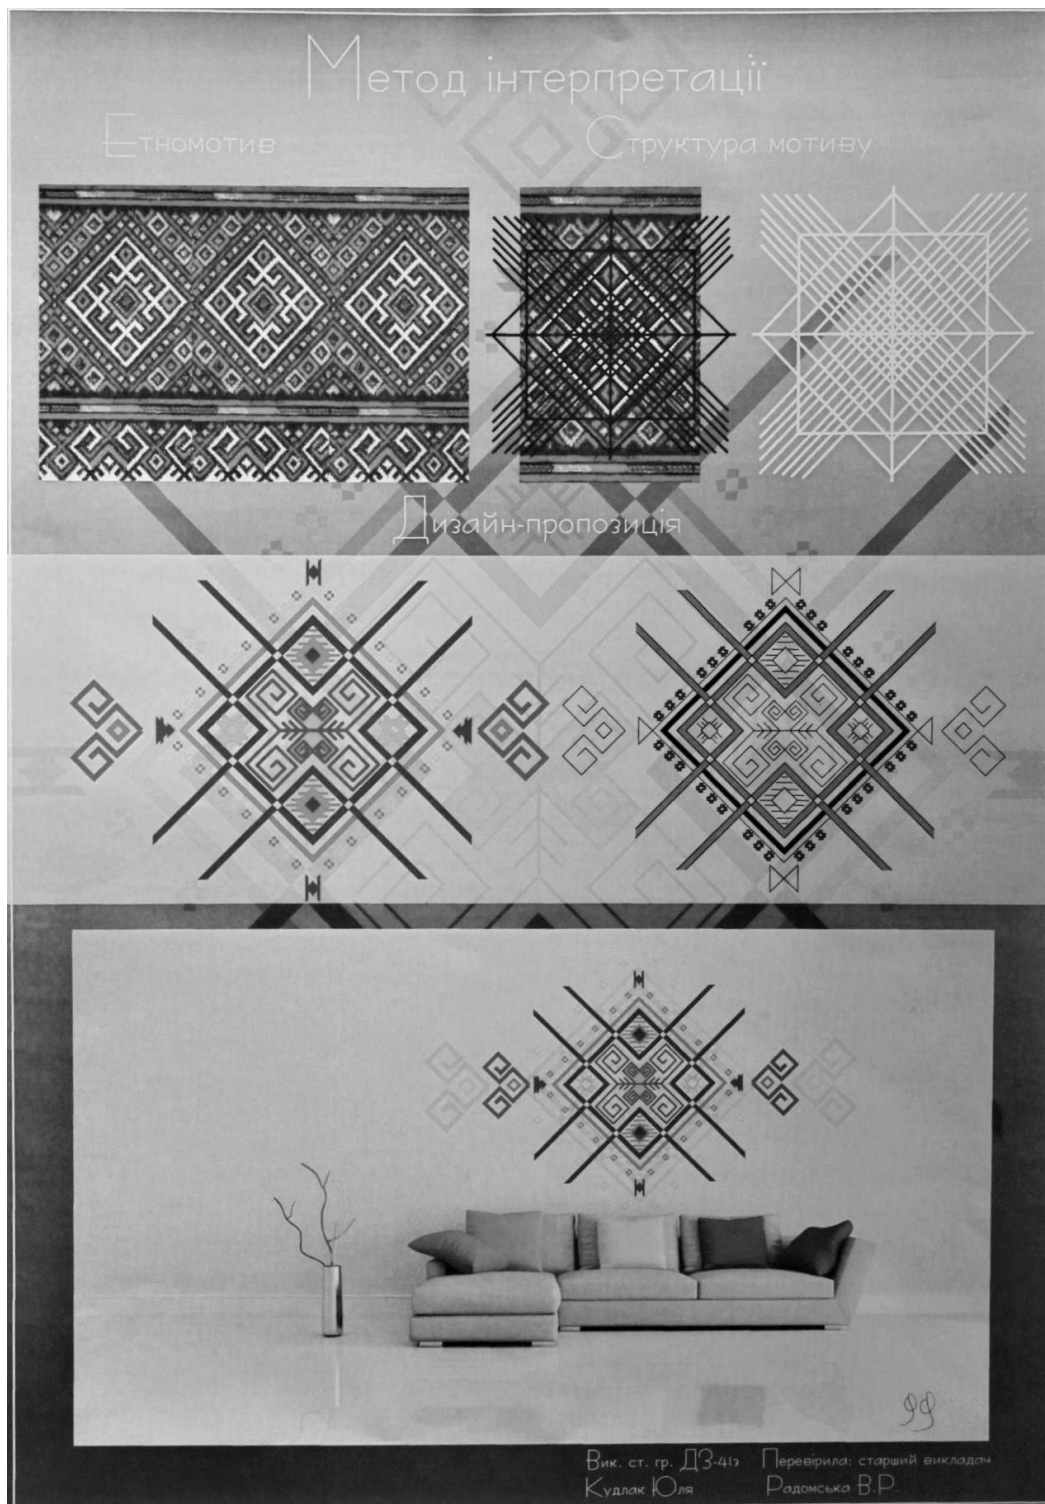 Метод інтерпретації
Етномотив
Структура мотиву
Дизайн-пропозиція
99
Вик. ст. гр. ДЗ-41з Перевірила: старший викладач
Кудлак Юля Радомська В.Р.